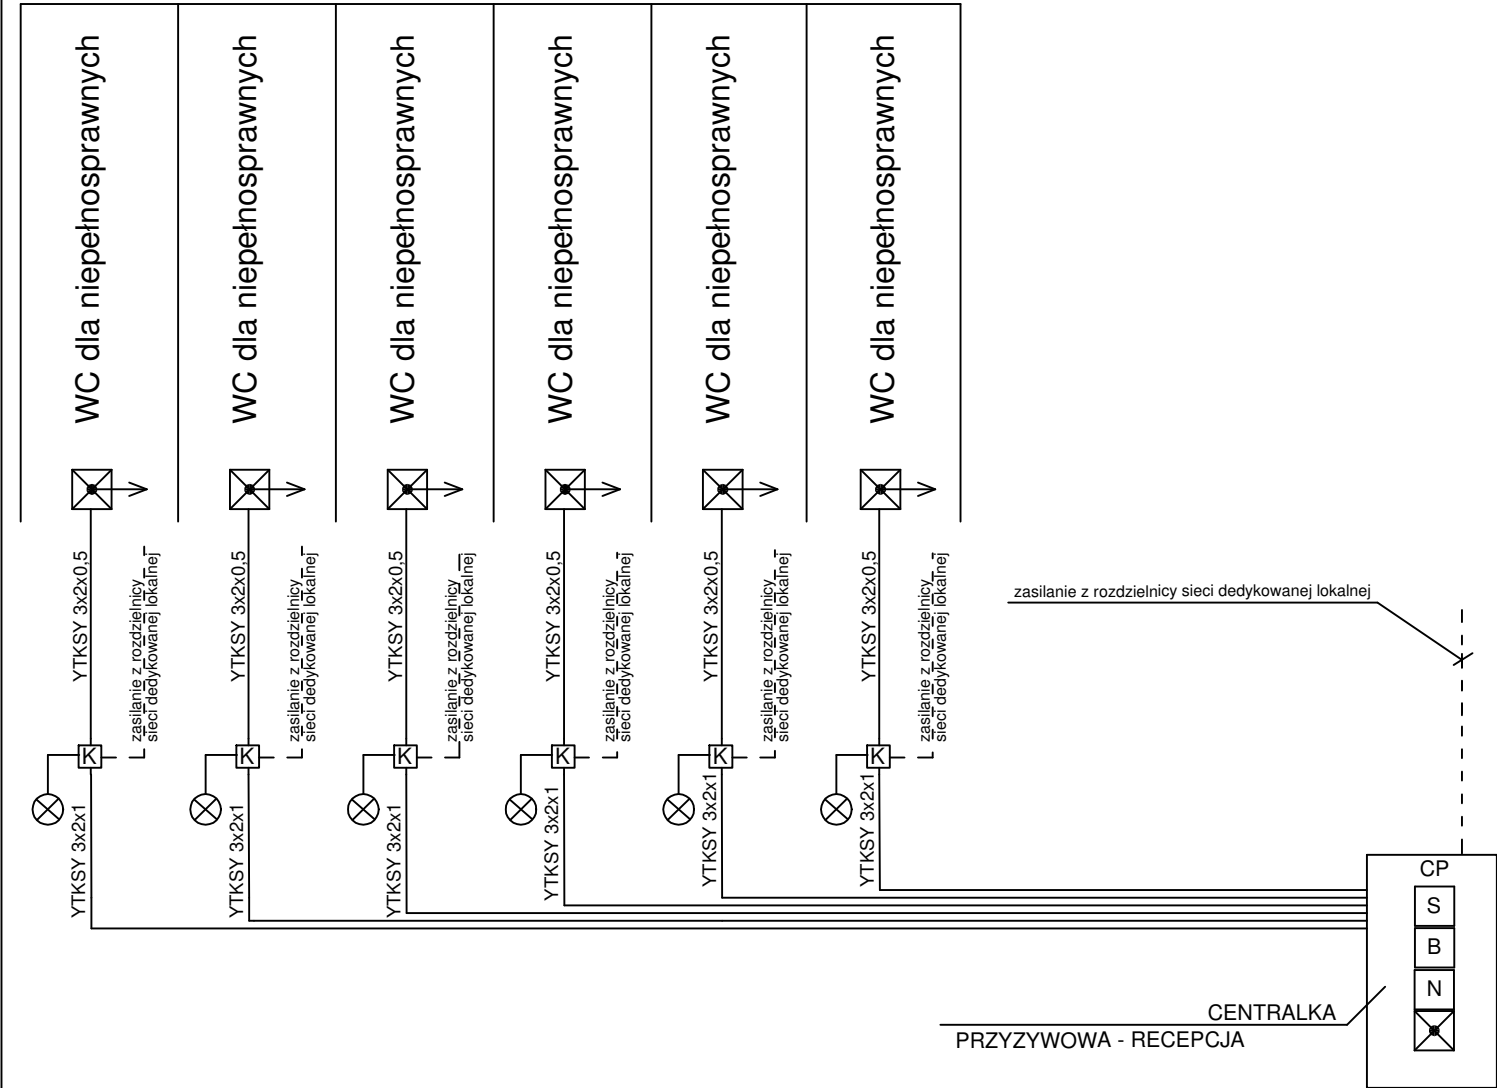 WC dla niepełnosprawnych
WC dla niepełnosprawnych
WC dla niepełnosprawnych
WC dla niepełnosprawnych
WC dla niepełnosprawnych
WC dla niepełnosprawnych
YTKSY 3x2x0,5
zasilanie z rozdzielnicy
sieci dedykowanej lokalnej
YTKSY 3x2x0,5
zasilanie z rozdzielnicy
sieci dedykowanej lokalnej
YTKSY 3x2x0,5
zasilanie z rozdzielnicy
sieci dedykowanej lokalnej
YTKSY 3x2x0,5
zasilanie z rozdzielnicy
sieci dedykowanej lokalnej
YTKSY 3x2x0,5
zasilanie z rozdzielnicy
sieci dedykowanej lokalnej
YTKSY 3x2x0,5
zasilanie z rozdzielnicy
sieci dedykowanej lokalnej
zasilanie z rozdzielnicy sieci dedykowanej lokalnej
K
K
K
K
K
K
YTKSY 3x2x1
YTKSY 3x2x1
YTKSY 3x2x1
YTKSY 3x2x1
YTKSY 3x2x1
YTKSY 3x2x1
CP
S
B
N
CENTRALKA
PRZYZYWOWA - RECEPCJA